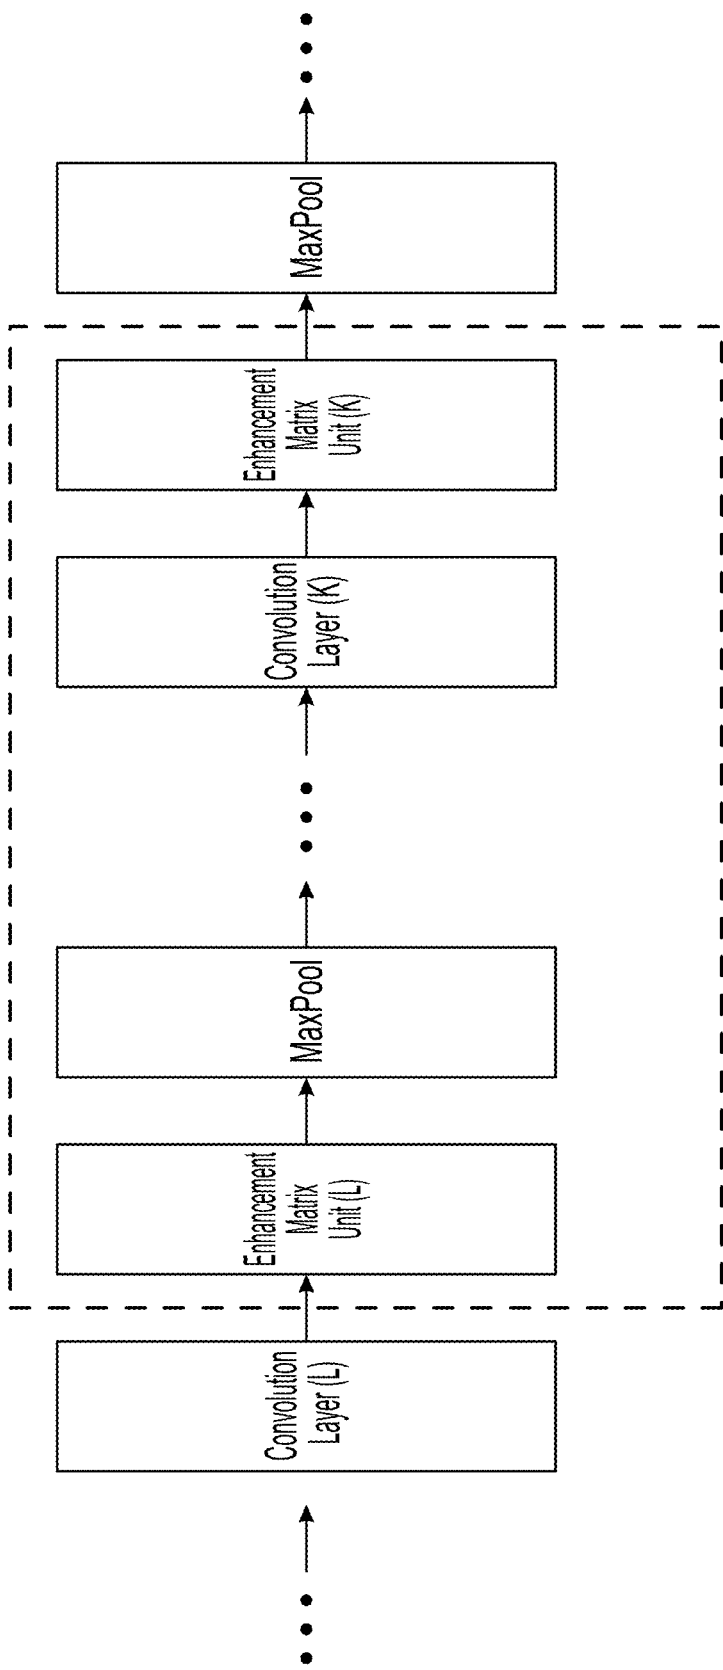 Convolution
Layer (L)
Enhancement
Matrix
Unit (L)
MaxPool
Convolution
Layer (K)
Enhancement
Matrix
Unit (K)
MaxPool